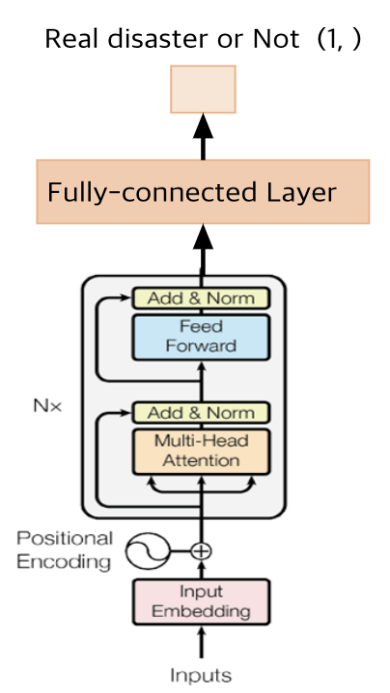 Real disaster or Not  (1, )
Fully-connected Layer
Add & Norm
Feed
Forward
Nx
Add & Norm
Multi-Head
Attention
Positional
Encoding
Input
Embedding
Inputs